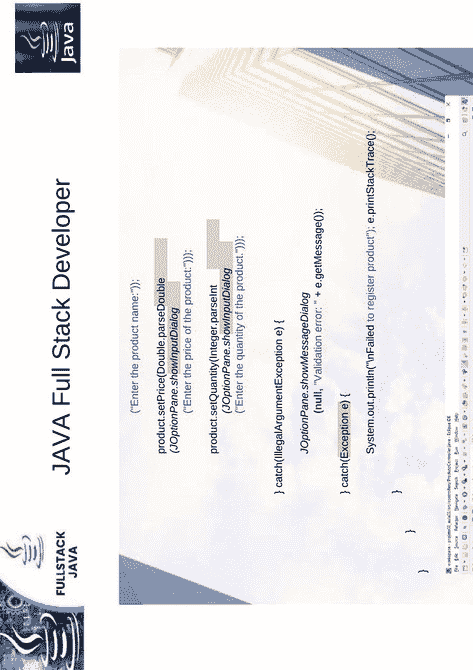 FULLSTACK
JAVA
JAVA Full Stack Developer
Java
("Enter the product name:"));
product.setPrice(Double.parseDouble
(JOptionPane.showInputDialog
("Enter the price of the product:")));
product.setQuantity(Integer.parseInt
(JOptionPane.showInputDialog
("Enter the quantity of the product.")));
} catch(IllegalArgumentException e) {
JOptionPane.showMessageDialog
(null, "Validation error: " + e.getMessage());
} catch(Exception e) {
System.out.println("\nFailed to register product"); e.printStackTrace();
}
}
}